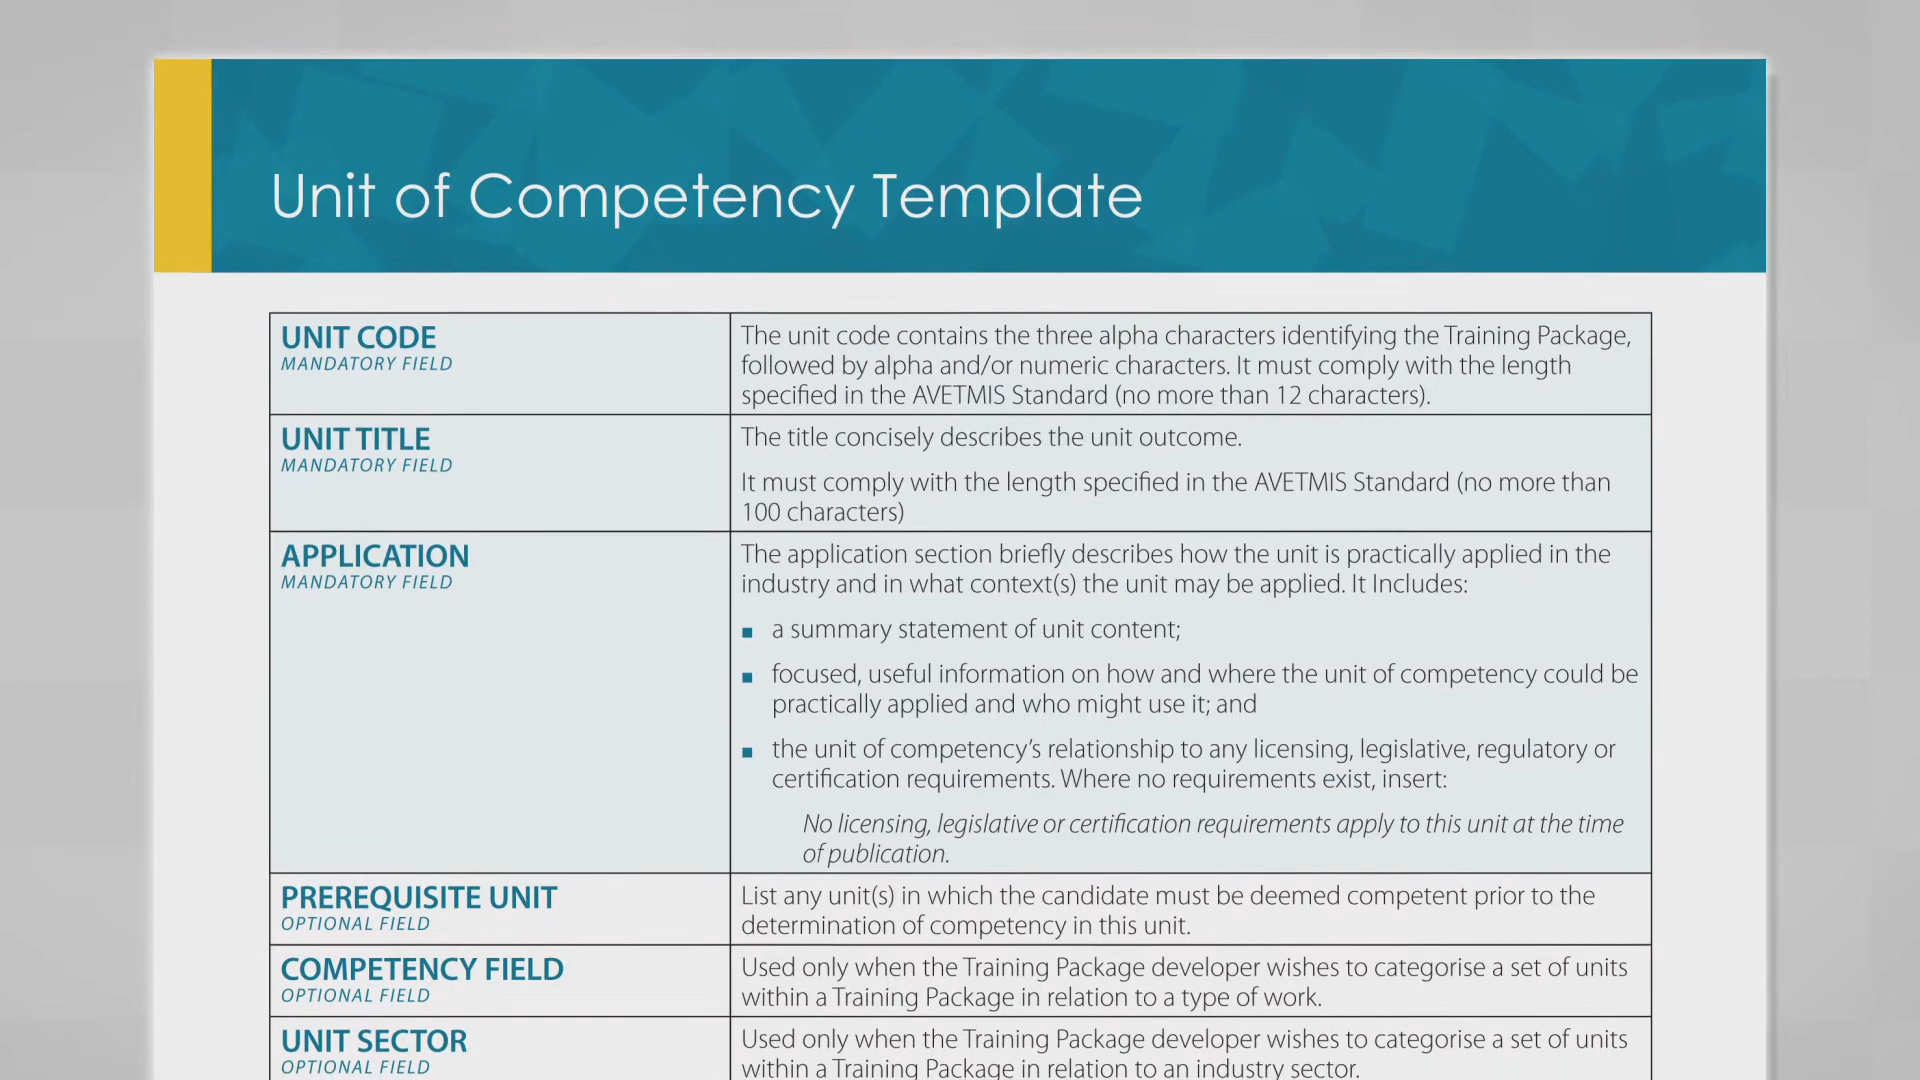 Unit of Competency Template
UNIT CODE
MANDATORY FIELD
The unit code contains the three alpha characters identifying the Training Package,
followed by alpha and/or numeric characters. It must comply with the length
specified in the AVETMIS Standard (no more than 12 characters).
UNIT TITLE
MANDATORY FIELD
The title concisely describes the unit outcome.
It must comply with the length specified in the AVETMIS Standard (no more than
100 characters)
APPLICATION
MANDATORY FIELD
The application section briefly describes how the unit is practically applied in the
industry and in what context(s) the unit may be applied. It Includes:
a summary statement of unit content;
focused, useful information on how and where the unit of competency could be
practically applied and who might use it; and
the unit of competency’s relationship to any licensing, legislative, regulatory or
certification requirements. Where no requirements exist, insert:
No licensing, legislative or certification requirements apply to this unit at the time
of publication.
PREREQUISITE UNIT
OPTIONAL FIELD
List any unit(s) in which the candidate must be deemed competent prior to the
determination of competency in this unit.
COMPETENCY FIELD
OPTIONAL FIELD
Used only when the Training Package developer wishes to categorise a set of units
within a Training Package in relation to a type of work.
UNIT SECTOR
OPTIONAL FIELD
Used only when the Training Package developer wishes to categorise a set of units
within a Training Package in relation to an industry sector.